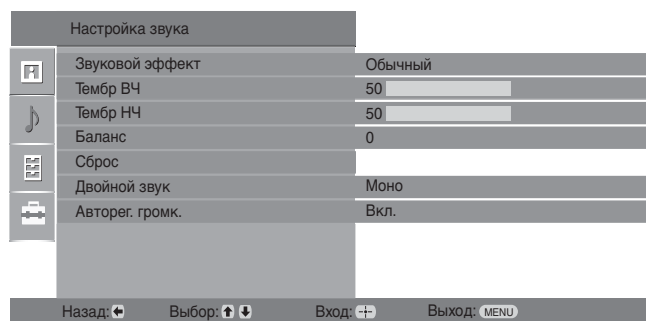 Настройка звука
Звуковой эффект Обычный
Тембр ВЧ 50
Тембр НЧ 50
Баланс 0
Сброс
Двойной звук Моно
Авторег. громк. Вкл.
Назад: Выбор: Вход: Выход: MENU